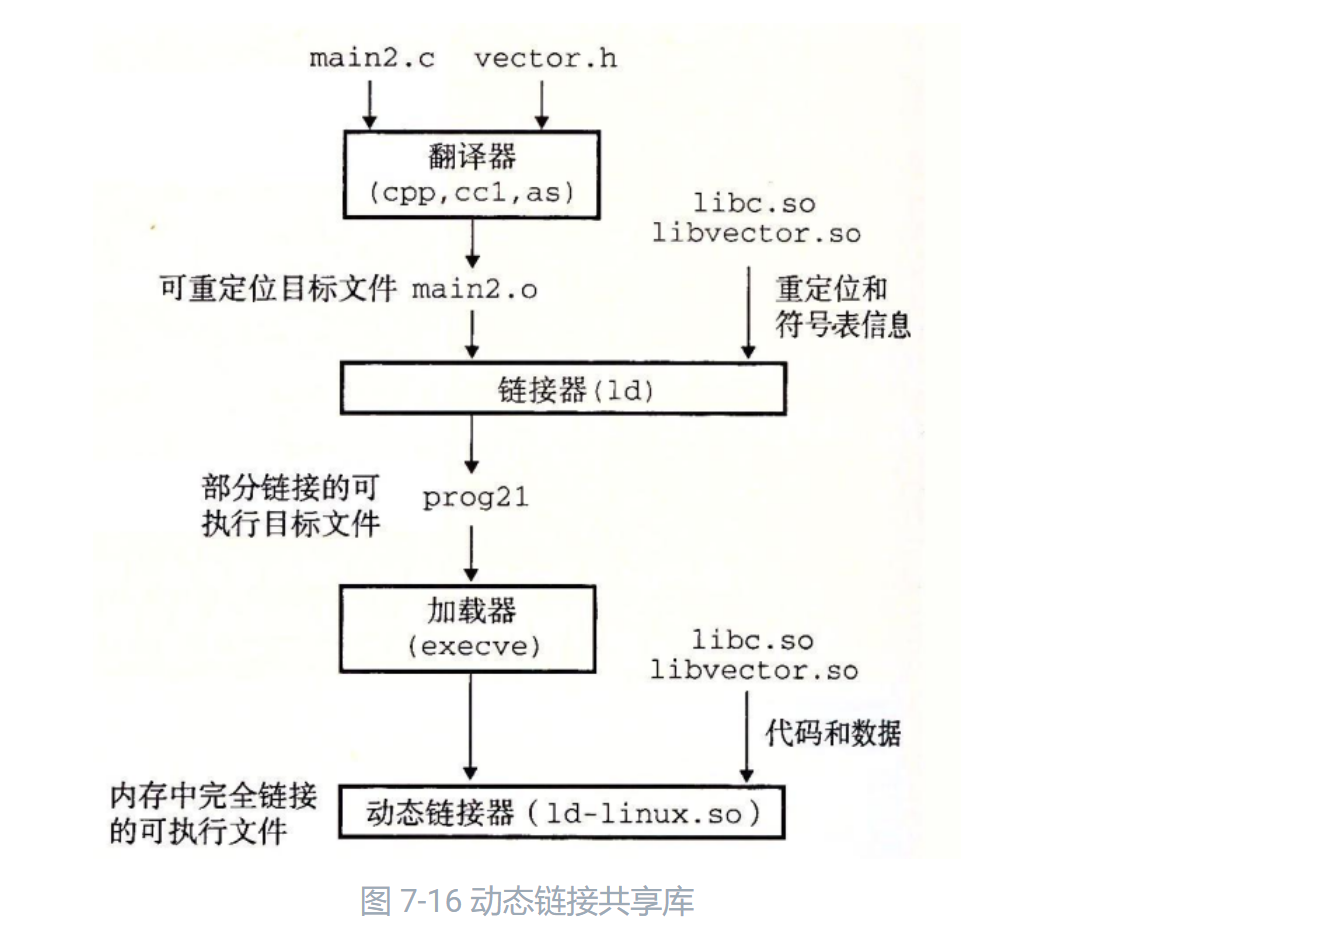 main2.c vector.h
翻译器
(cpp,cc1,as)
libc.so
libvector.so
可重定位目标文件 main2.o
重定位和
符号表信息
链接器(ld)
部分链接的可
执行目标文件
prog21
加载器
(execve)
libc.so
libvector.so
代码和数据
内存中完全链接
的可执行文件
动态链接器(ld-linux.so)
图 7-16 动态链接共享库